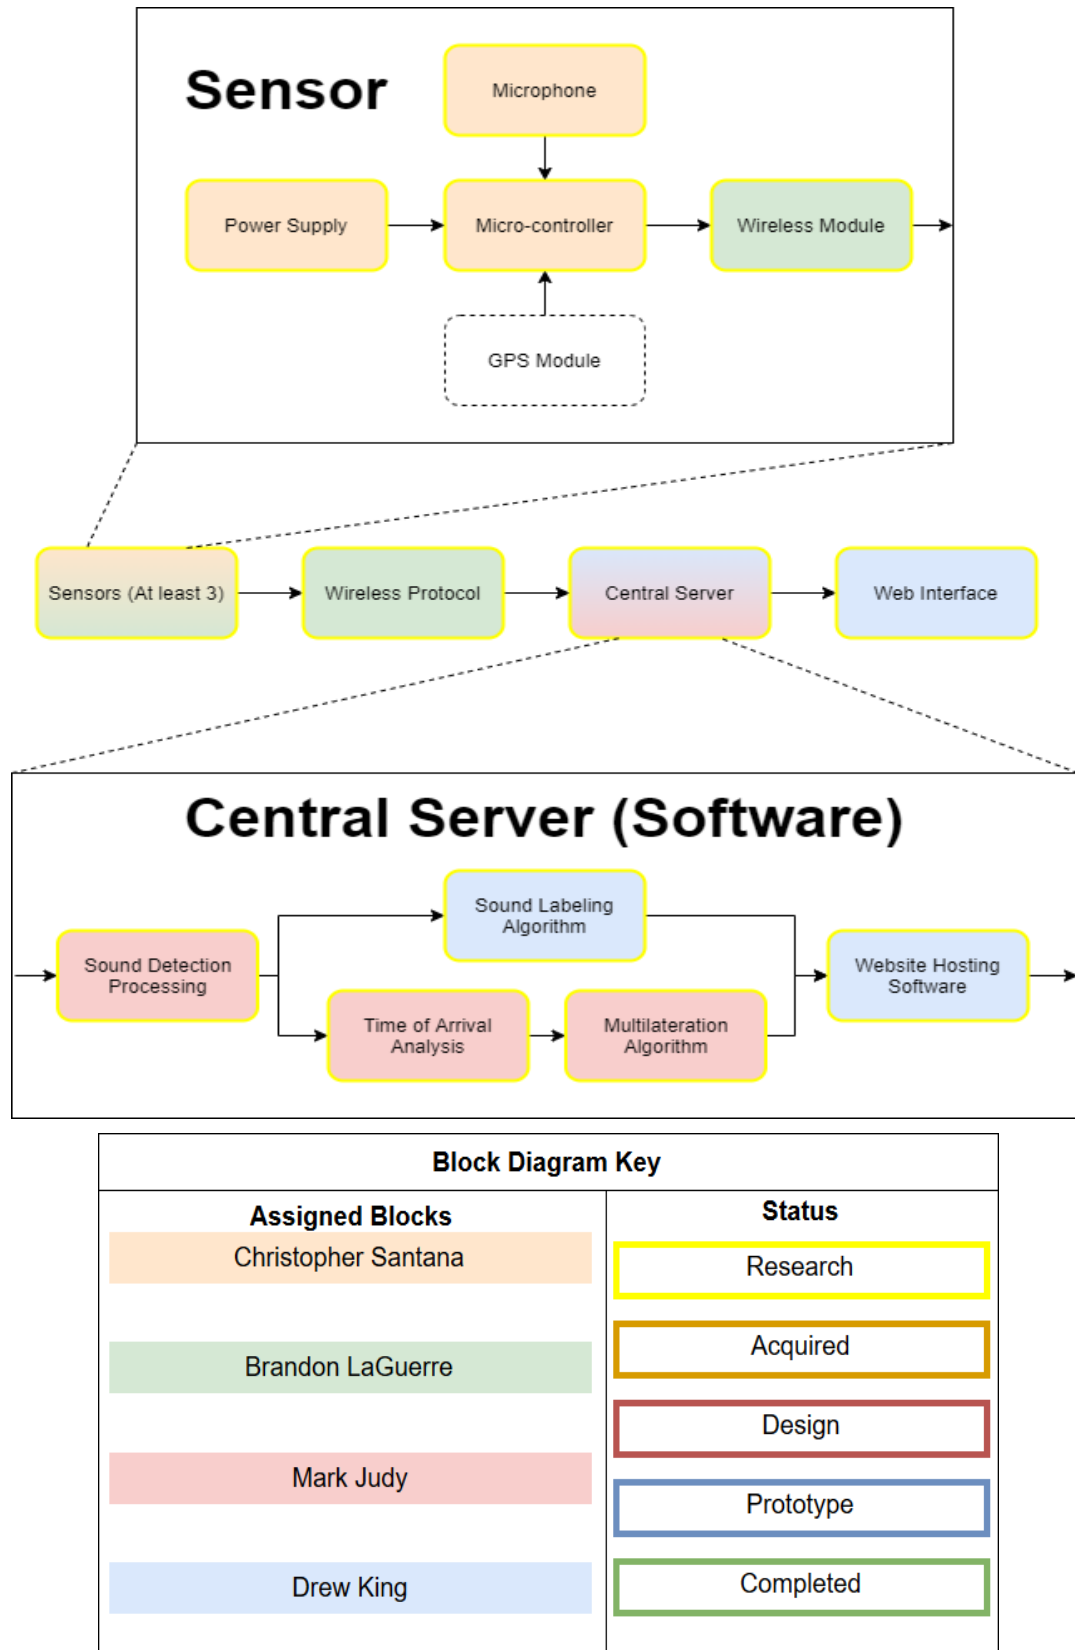 Sensor
Microphone
Power Supply
Micro-controller
Wireless Module
GPS Module
Sensors (At least 3)
Wireless Protocol
Central Server
Web Interface
Central Server (Software)
Sound Labeling
Algorithm
Sound Detection
Processing
Time of Arrival
Analysis
Multilateration
Algorithm
Website Hosting
Software
Block Diagram Key
Assigned Blocks
Christopher Santana
Brandon LaGuerre
Mark Judy
Drew King
Status
Research
Acquired
Design
Prototype
Completed